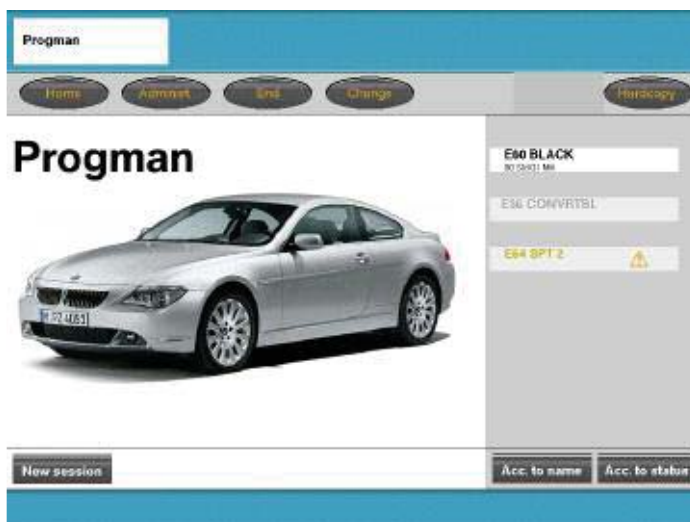 Progman
Home
Administ.
End
Change
Hardcopy
Progman
E60 BLACK
E36 CONVRTBL
E64 SPT 2
New session
Acc. to name
Acc. to status